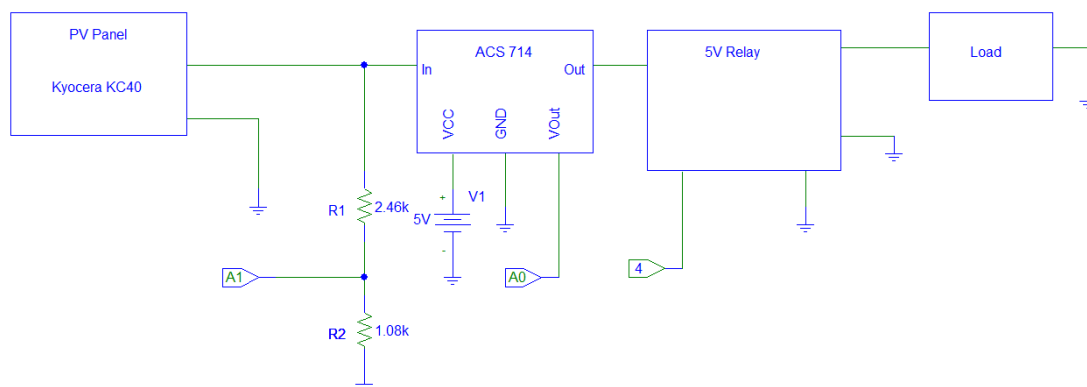 PV Panel
Kyocera KC40
ACS 714
In
Out
VCC
GND
VOut
5V Relay
Load
R1
2.46k
+
V1
5V
-
A1
A0
4
R2
1.08k